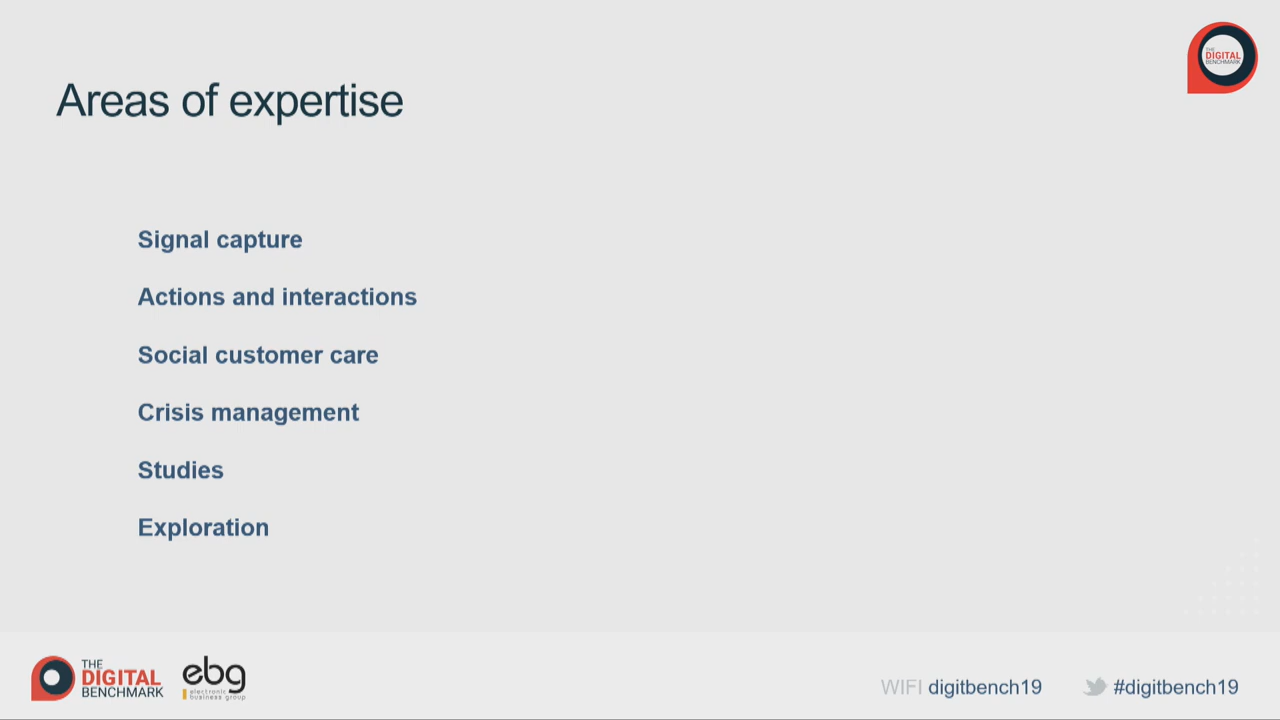 THE
DIGITAL
BENCHMARK
Areas of expertise
Signal capture
Actions and interactions
Social customer care
Crisis management
Studies
Exploration
THE
DIGITAL
BENCHMARK
ebg
electronic
business group
WIFI digitbench19
#digitbench19